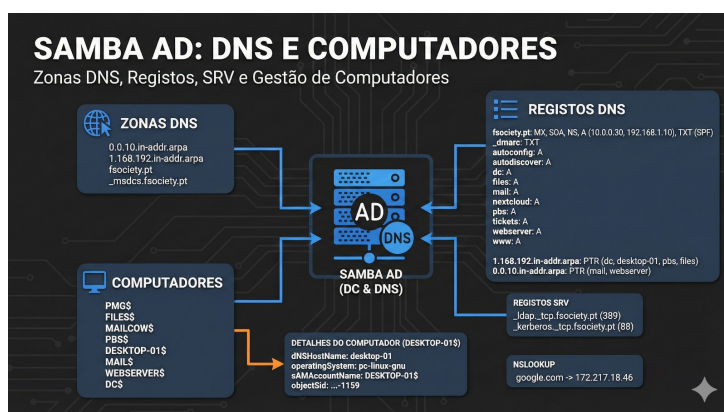 SAMBA AD: DNS E COMPUTADORES
Zonas DNS, Registos, SRV e Gestão de Computadores
ZONAS DNS
0.0.10.in-addr.arpa
1.168.192.in-addr.arpa
fsociety.pt
_msdcs.fsociety.pt
COMPUTADORES
PMG$
FILES$
MAILCOW$
PBS$
DESKTOP-01$
MAIL$
WEBSERVER$
DC$
AD
DNS
SAMBA AD
(DC & DNS)
DETALHES DO COMPUTADOR (DESKTOP-01$)
dNSHostName: desktop-01
operatingSystem: pc-linux-gnu
sAMAccountName: DESKTOP-01$
objectSid: ...-1159
REGISTOS DNS
fsociety.pt: MX, SOA, NS, A (10.0.0.30, 192.168.1.10), TXT (SPF)
_dmarc: TXT
autoconfig: A
autodiscover: A
dc: A
files: A
mail: A
nextcloud: A
pbs: A
tickets: A
webserver: A
www: A
1.168.192.in-addr.arpa: PTR (dc, desktop-01, pbs, files)
0.0.10.in-addr.arpa: PTR (mail, webserver)
REGISTOS SRV
_ldap._tcp.fsociety.pt (389)
_kerberos._tcp.fsociety.pt (88)
NSLOOKUP
google.com -> 172.217.18.46